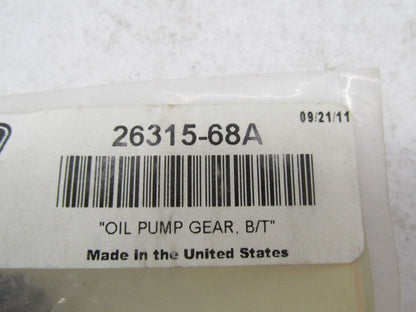 09/21/11
26315-68A
"OIL PUMP GEAR, B/T"
Made in the United States